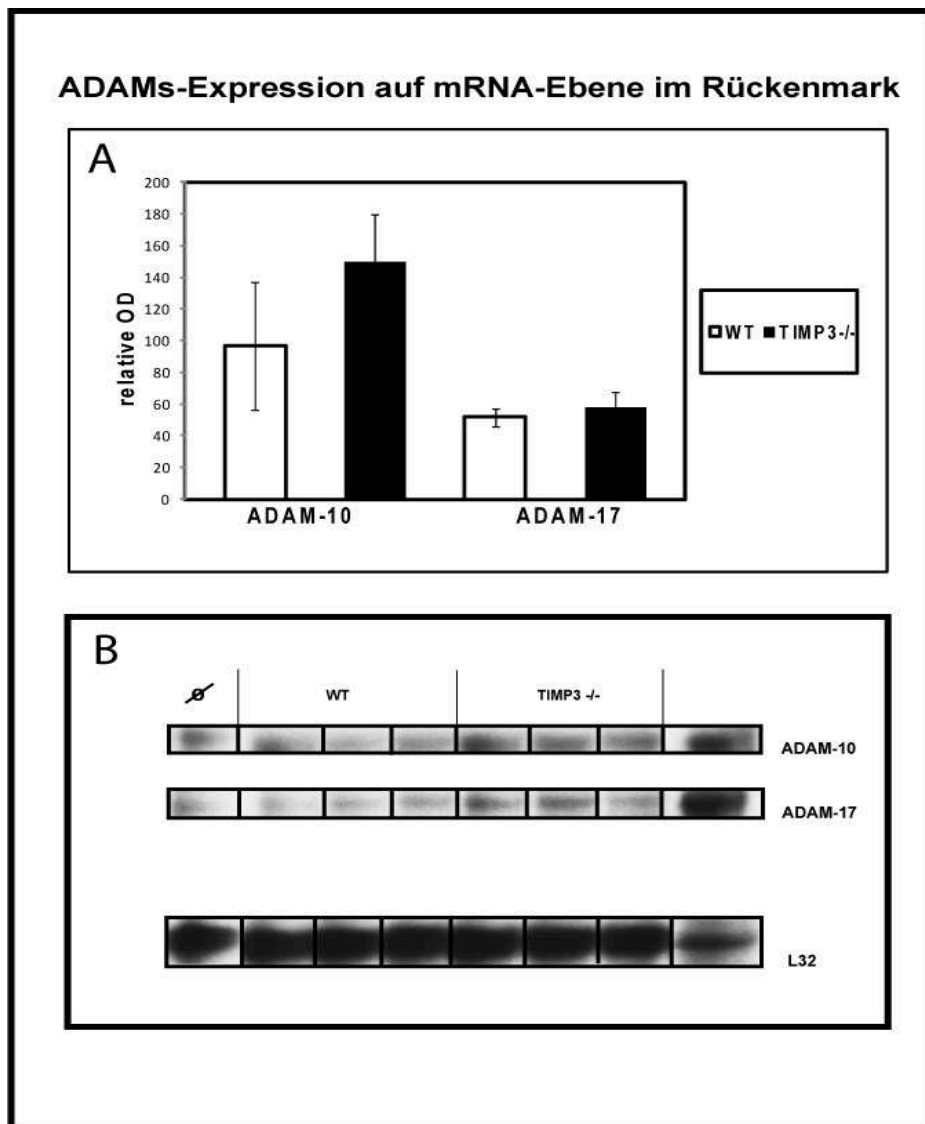 ADAMs-Expression auf mRNA-Ebene im Rückenmark
A
200
180
160
140
120
100
80
60
40
20
0
relative OD
ADAM-10 ADAM-17
WT TIMP3-/-
B
Ø WT TIMP3 -/-
ADAM-10
ADAM-17
L32